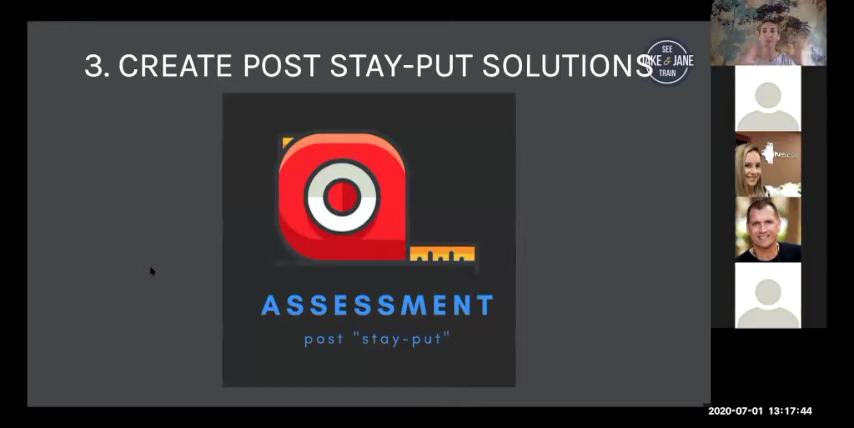 3. CREATE POST STAY-PUT SOLUTIONS
SEE
JAKE & JANE
TRAIN
ASSESSMENT
post "stay-put"
2020-07-01 13:17:44